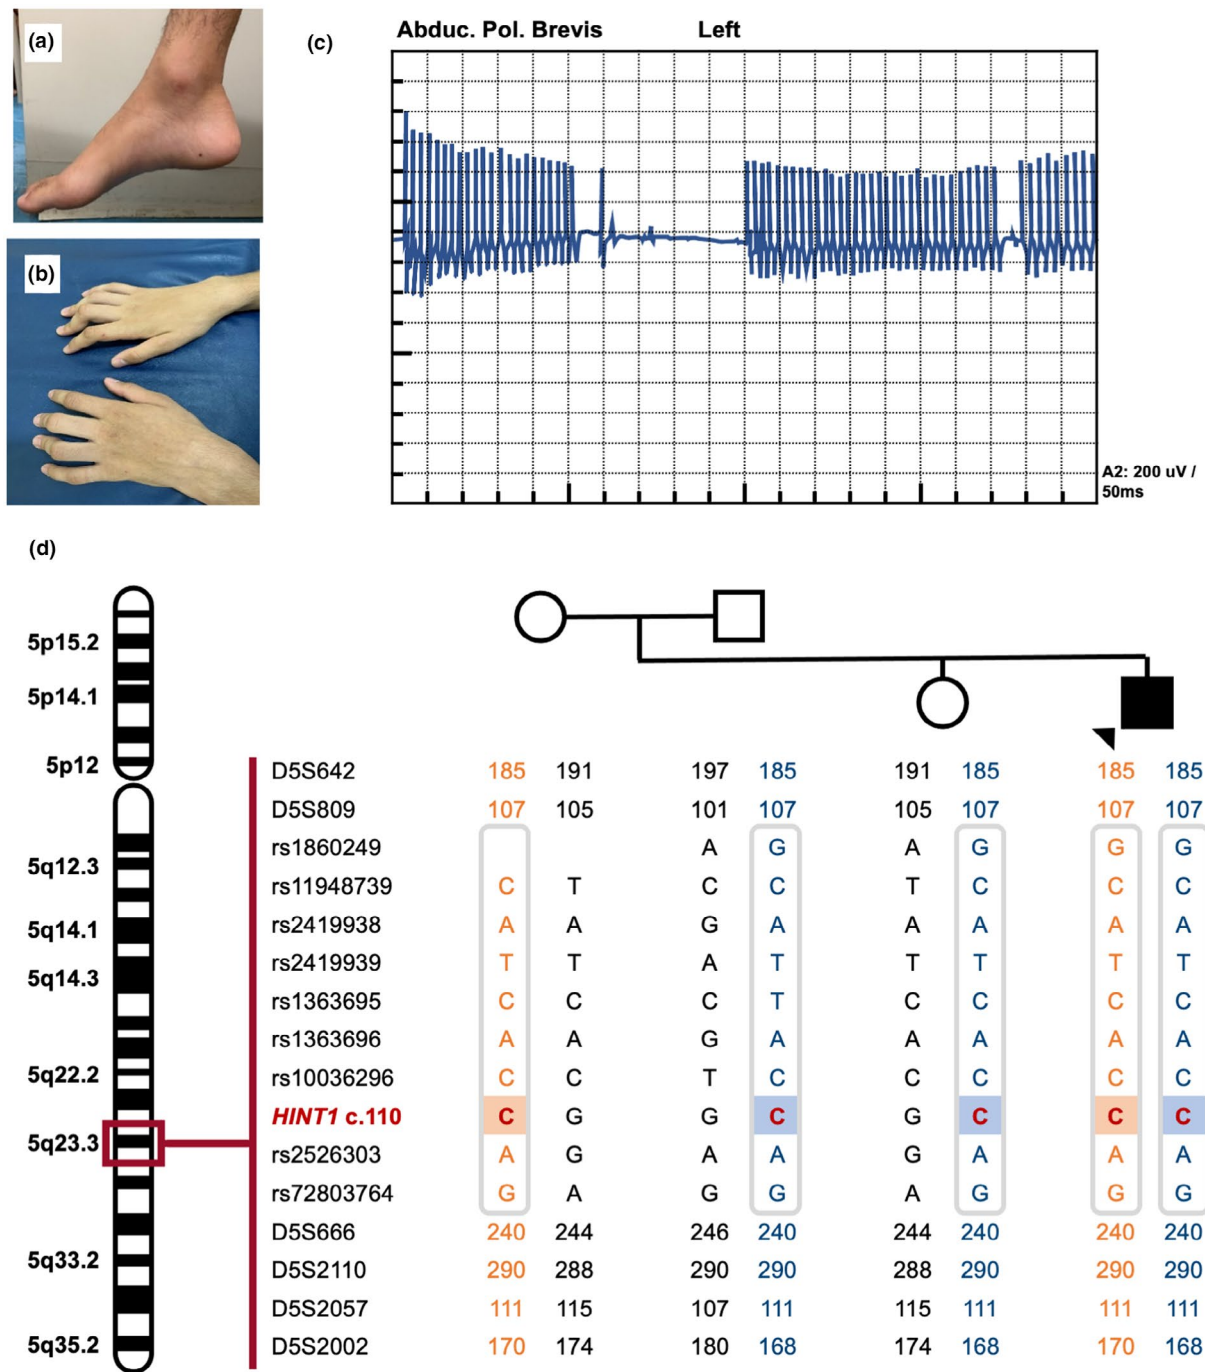 (a)
(b)
(c)
Abduc. Pol. Brevis Left
A2: 200 uV /
50ms
(d)
5p15.2
5p14.1
5p12
5q12.3
5q14.1
5q14.3
5q22.2
5q23.3
5q33.2
5q35.2
D5S642 185 191 197 185 191 185 185 185
D5S809 107 105 101 107 105 107 107 107
rs1860249 A G A G G G
rs11948739 C T C C T C C C
rs2419938 A A G A A A A A
rs2419939 T T A T T T T T
rs1363695 C C C T C C C C
rs1363696 A A G A A A A A
rs10036296 C C T C C C C C
HINT1 c.110 C G G C G C C C
rs2526303 A G A A G A A A
rs72803764 G A G G A G G G
D5S666 240 244 246 240 244 240 240 240
D5S2110 290 288 290 290 288 290 290 290
D5S2057 111 115 107 111 115 111 111 111
D5S2002 170 174 180 168 174 168 170 168